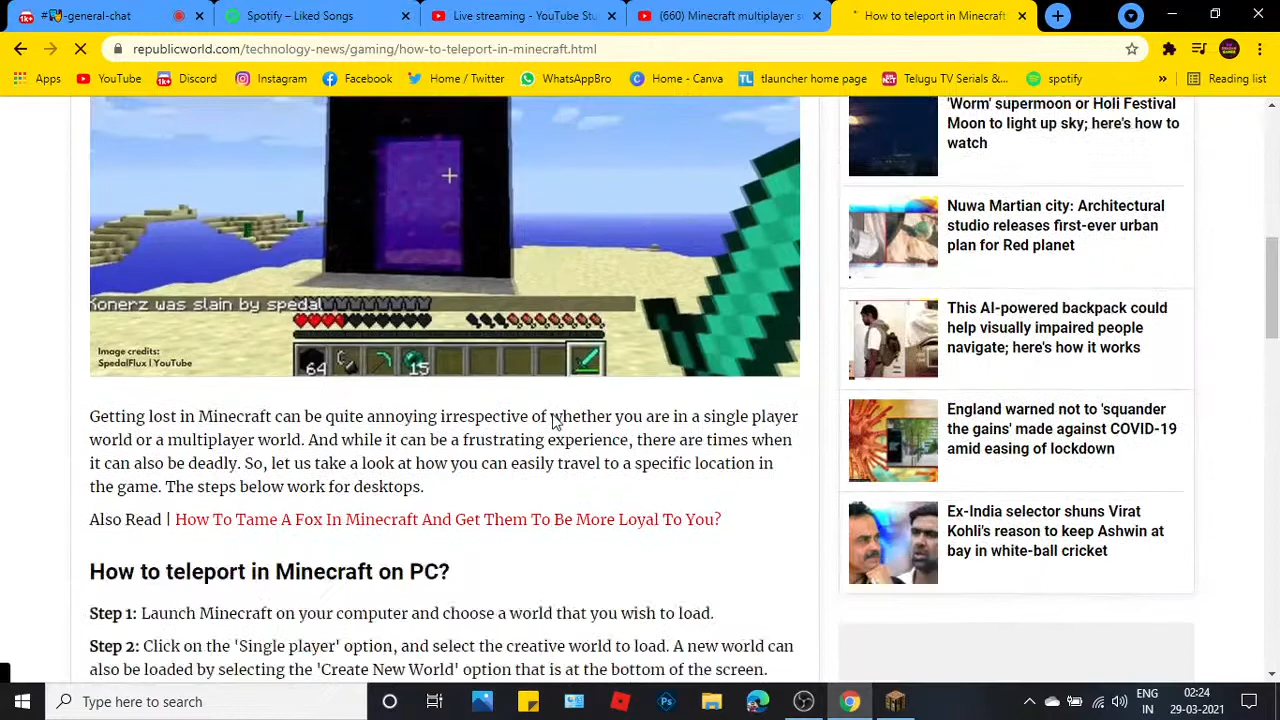 #general-chat
Spotify – Liked Songs
Live streaming - YouTube Stu
(660) Minecraft multiplayer s
How to teleport in Minecraft
republicworld.com/technology-news/gaming/how-to-teleport-in-minecraft.html
Apps
YouTube
Discord
Instagram
Facebook
Home / Twitter
WhatsAppBro
Home - Canva
tlauncher home page
Telugu TV Serials &...
spotify
Reading list
'Worm' supermoon or Holi Festival
Moon to light up sky; here's how to
watch
Nuwa Martian city: Architectural
studio releases first-ever urban
plan for Red planet
This AI-powered backpack could
help visually impaired people
navigate; here's how it works
England warned not to 'squander
the gains' made against COVID-19
amid easing of lockdown
Ex-India selector shuns Virat
Kohli's reason to keep Ashwin at
bay in white-ball cricket
Konerz was slain by spedal
64
15
Image credits:
SpedalFlux I YouTube
Getting lost in Minecraft can be quite annoying irrespective of whether you are in a single player
world or a multiplayer world. And while it can be a frustrating experience, there are times when
it can also be deadly. So, let us take a look at how you can easily travel to a specific location in
the game. The steps below work for desktops.
Also Read | How To Tame A Fox In Minecraft And Get Them To Be More Loyal To You?
How to teleport in Minecraft on PC?
Step 1: Launch Minecraft on your computer and choose a world that you wish to load.
Step 2: Click on the 'Single player' option, and select the creative world to load. A new world can
also be loaded by selecting the 'Create New World' option that is at the bottom of the screen.
Type here to search
ENG
IN
02:24
29-03-2021